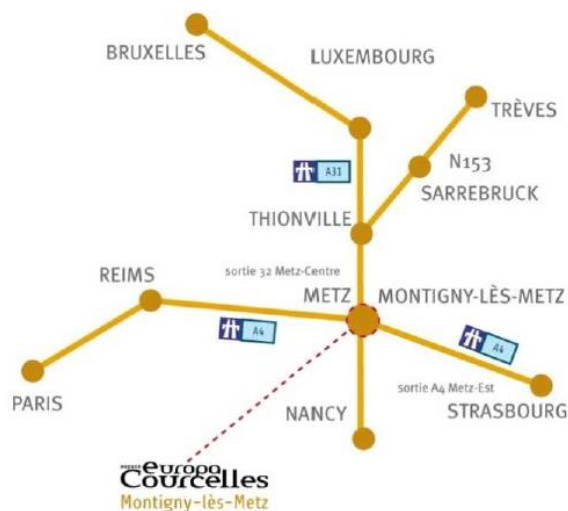 BRUXELLES
LUXEMBOURG
TRÈVES
A31
N153
SARREBRUCK
THIONVILLE
sortie 32 Metz-Centre
REIMS
METZ
MONTIGNY-LÈS-METZ
A4
A4
sortie A4 Metz-Est
PARIS
NANCY
STRASBOURG
europa
Courcelles
Montigny-lès-Metz